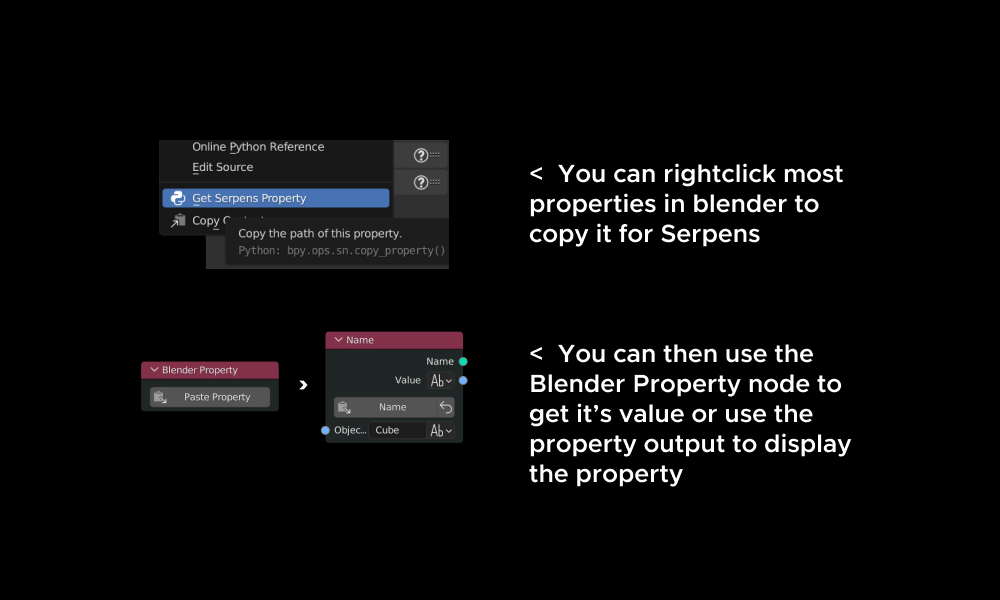 Online Python Reference
Edit Source
Get Serpens Property
Copy
Copy the path of this property.
Python: bpy.ops.sn.copy_property()
< You can rightclick most
properties in blender to
copy it for Serpens
Blender Property
Paste Property
Name
Name
Value Ab
Name
Objec... Cube Ab
< You can then use the
Blender Property node to
get it's value or use the
property output to display
the property